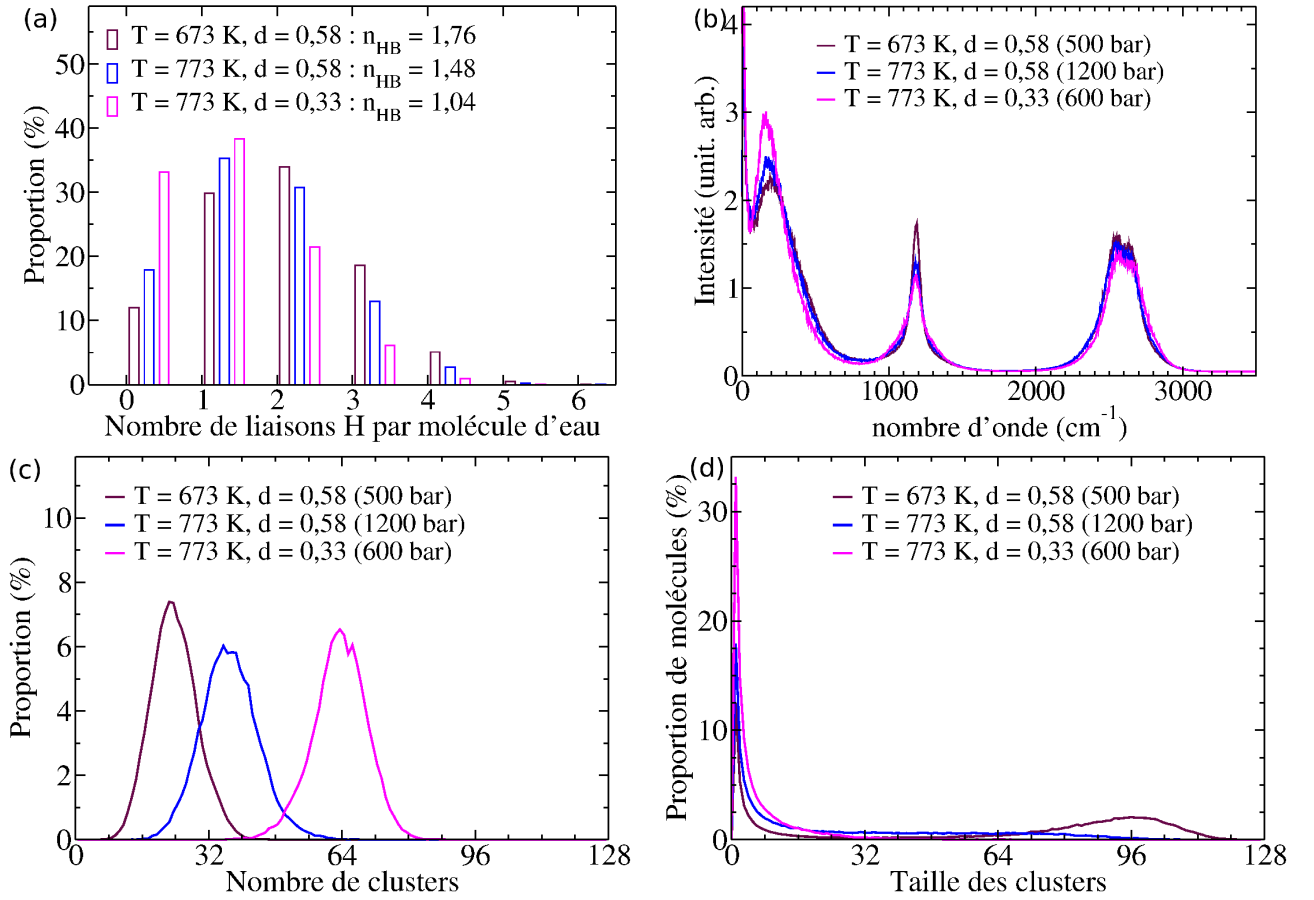 (a)
T = 673 K, d = 0,58 : nHB = 1,76
T = 773 K, d = 0,58 : nHB = 1,48
T = 773 K, d = 0,33 : nHB = 1,04
Proportion (%)
50
40
30
20
10
0
0 1 2 3 4 5 6
Nombre de liaisons H par molécule d'eau
(b)
T = 673 K, d = 0,58 (500 bar)
T = 773 K, d = 0,58 (1200 bar)
T = 773 K, d = 0,33 (600 bar)
Intensité (unit. arb.)
4
3
2
1
0
0 1000 2000 3000
nombre d'onde (cm-1)
(c)
T = 673 K, d = 0,58 (500 bar)
T = 773 K, d = 0,58 (1200 bar)
T = 773 K, d = 0,33 (600 bar)
Proportion (%)
10
8
6
4
2
0
0 32 64 96 128
Nombre de clusters
(d)
T = 673 K, d = 0,58 (500 bar)
T = 773 K, d = 0,58 (1200 bar)
T = 773 K, d = 0,33 (600 bar)
Proportion de molécules (%)
30
20
10
0
0 32 64 96 128
Taille des clusters